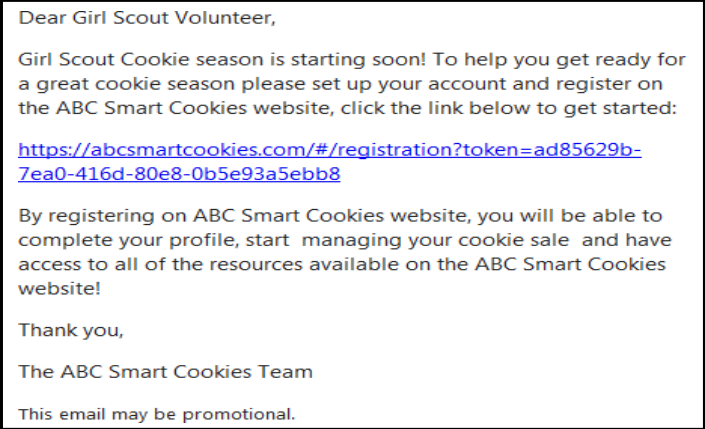 Dear Girl Scout Volunteer,
Girl Scout Cookie season is starting soon! To help you get ready for
a great cookie season please set up your account and register on
the ABC Smart Cookies website, click the link below to get started:
https://abcsmartcookies.com/#/registration?token=ad85629b-
7ea0-416d-80e8-0b5e93a5ebb8
By registering on ABC Smart Cookies website, you will be able to
complete your profile, start  managing your cookie sale  and have
access to all of the resources available on the ABC Smart Cookies
website!
Thank you,
The ABC Smart Cookies Team
This email may be promotional.